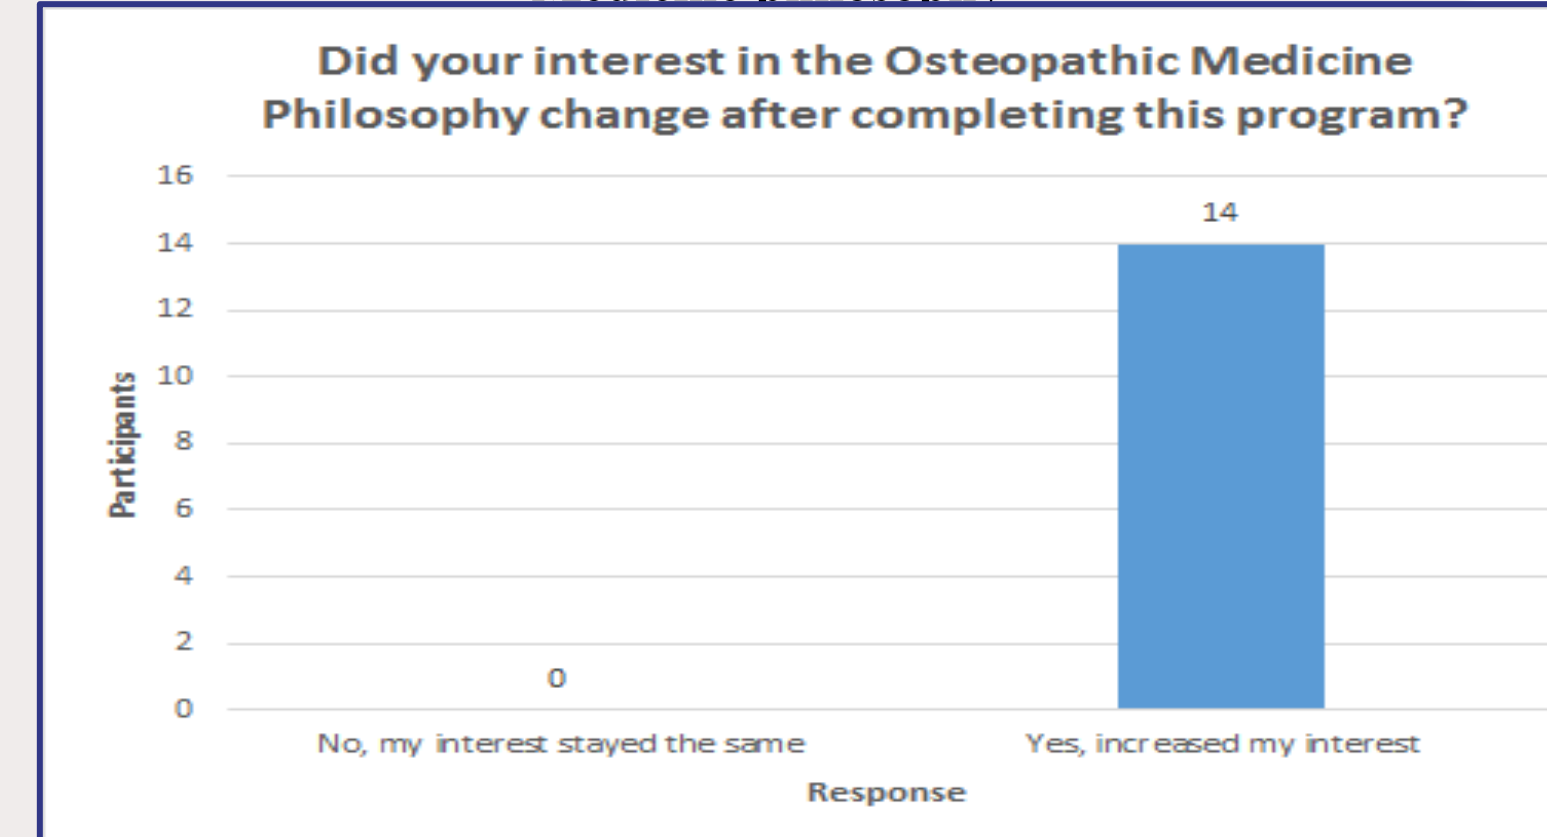 Did your interest in the Osteopathic Medicine
Philosophy change after completing this program?
16
14
14
12
10
8
6
4
2
0
0
Participants
No, my interest stayed the same
Yes, increased my interest
Response